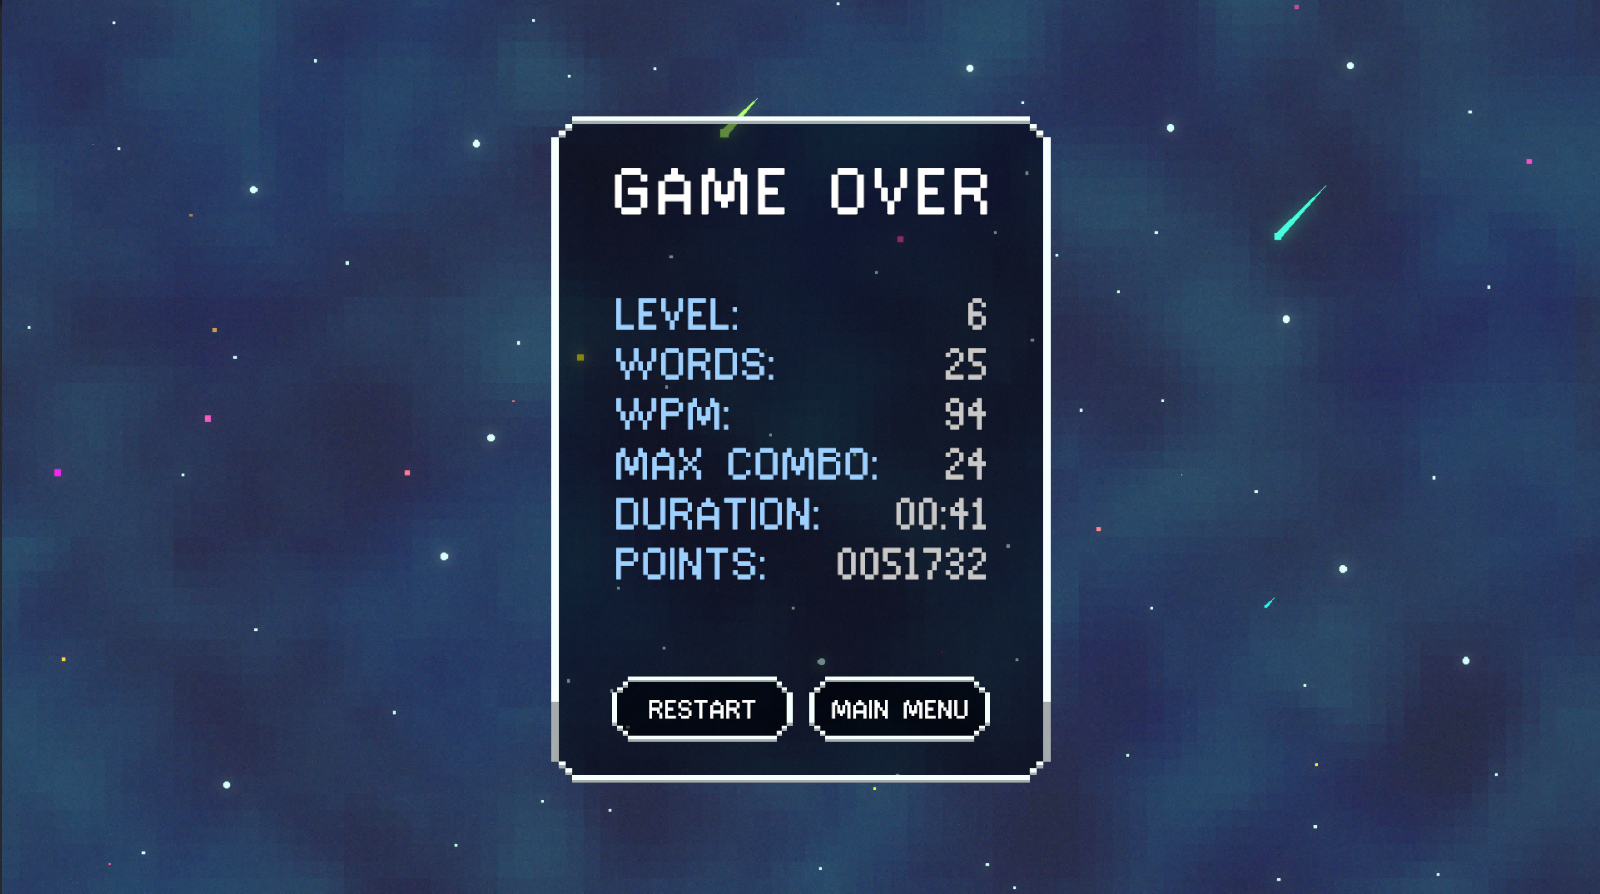 GAME OVER
LEVEL: 6
WORDS: 25
WPM: 94
MAX COMBO: 24
DURATION: 00:41
POINTS: 0051732
RESTART MAIN MENU